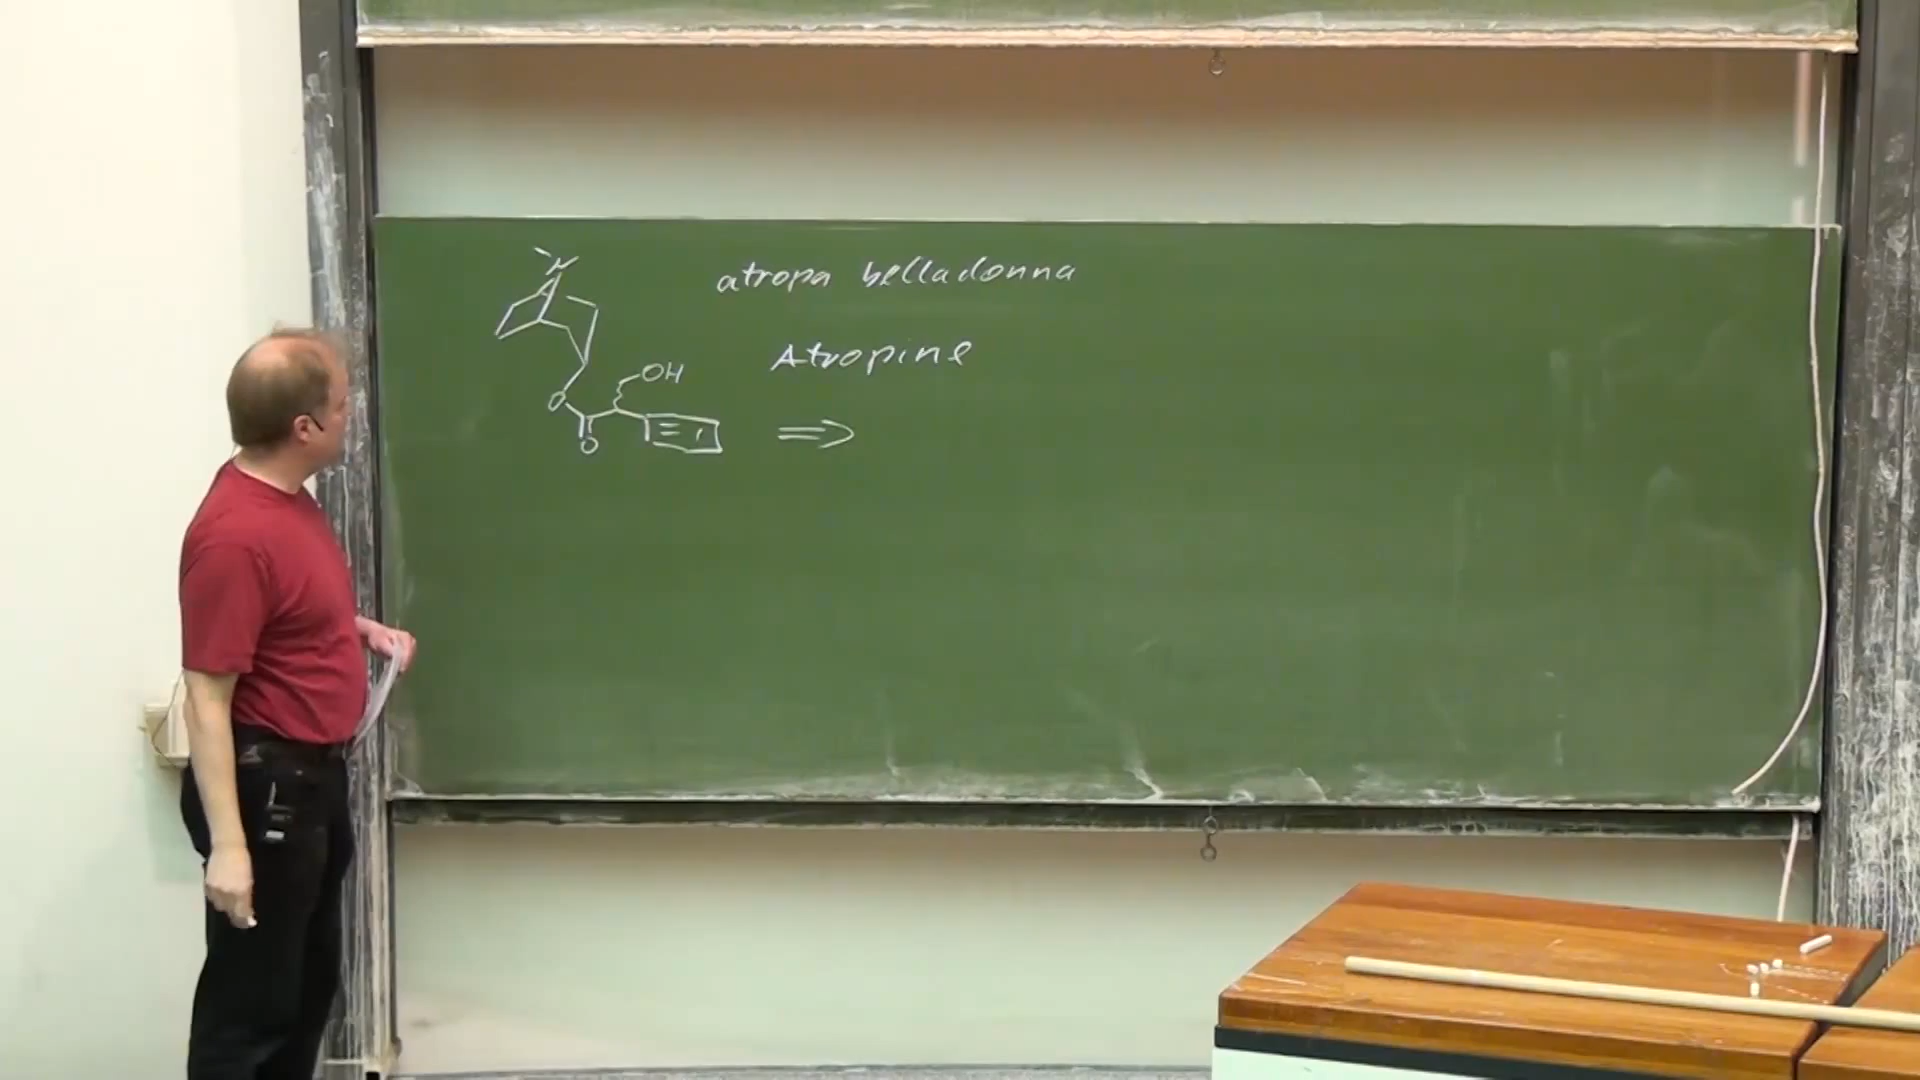 N
atropa belladonna
Atropine
OH
O
O
⇒